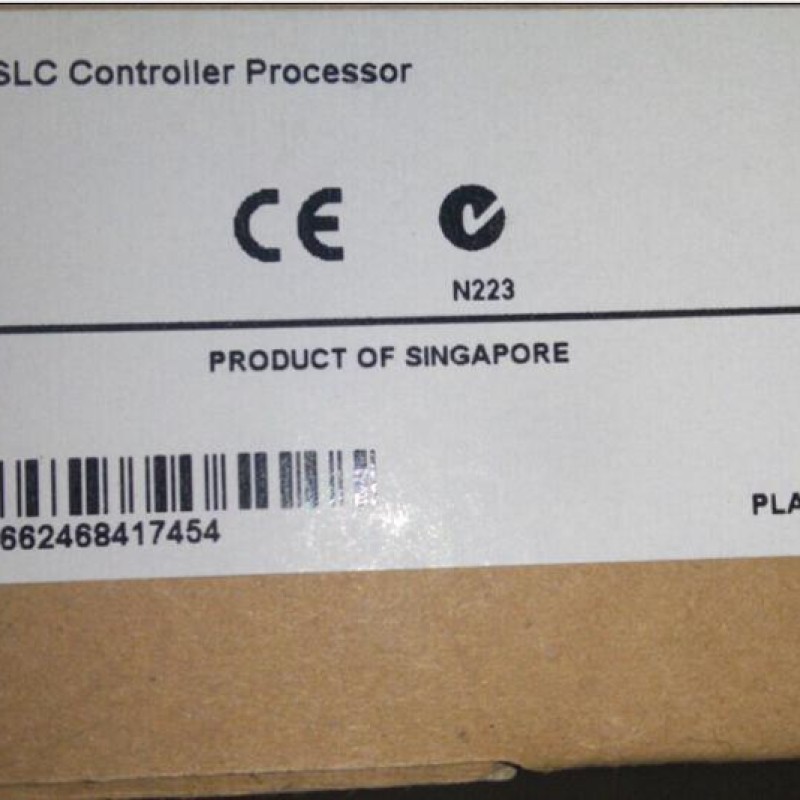 SLC Controller Processor
CE
N223
PRODUCT OF SINGAPORE
662468417454
PLA